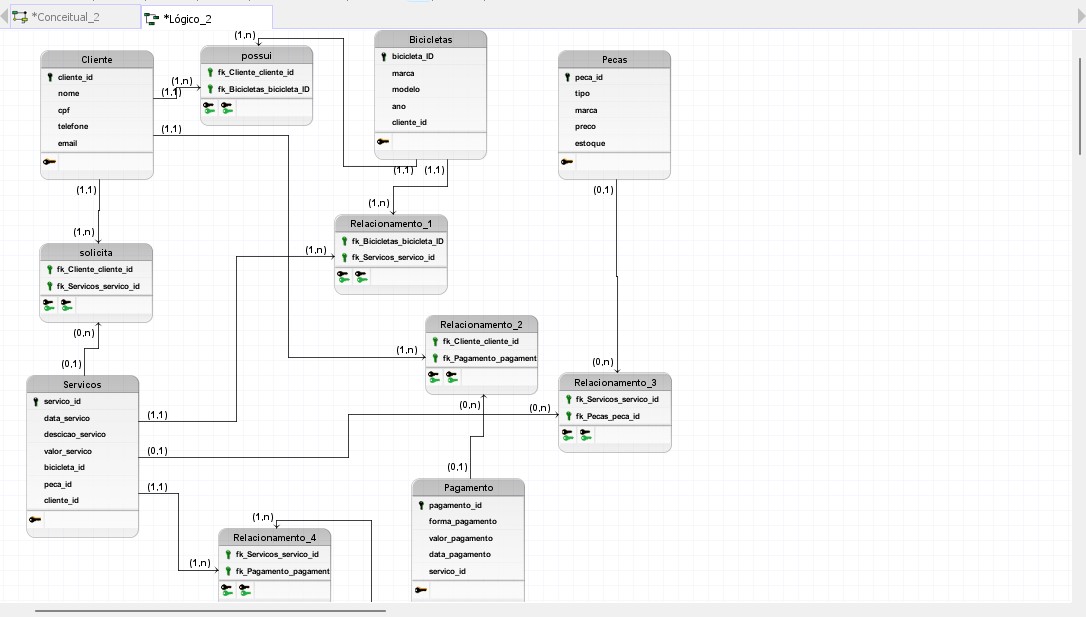 *Conceitual_2
*Lógico_2
Cliente
cliente_id
nome
cpf
telefone
email
possui
fk_Cliente_cliente_id
fk_Bicicletas_bicicleta_ID
Bicicletas
bicicleta_ID
marca
modelo
ano
cliente_id
Pecas
peca_id
tipo
marca
preco
estoque
(1,n)
(1,n)
(1,1)
(1,1)
(1,1)
(1,1)
(1,1)
(0,1)
(1,n)
(1,n)
(1,n)
Relacionamento_1
fk_Bicicletas_bicicleta_ID
fk_Servicos_servico_id
solicita
fk_Cliente_cliente_id
fk_Servicos_servico_id
(0,n)
(0,1)
Relacionamento_2
fk_Cliente_cliente_id
fk_Pagamento_pagament
(1,n)
(0,n)
(0,n)
(0,n)
Relacionamento_3
fk_Servicos_servico_id
fk_Pecas_peca_id
Servicos
servico_id
data_servico
descicao_servico
valor_servico
bicicleta_id
peca_id
cliente_id
(1,1)
(0,1)
(1,1)
(0,1)
Pagamento
pagamento_id
forma_pagamento
valor_pagamento
data_pagamento
servico_id
(1,n)
(1,n)
Relacionamento_4
fk_Servicos_servico_id
fk_Pagamento_pagament